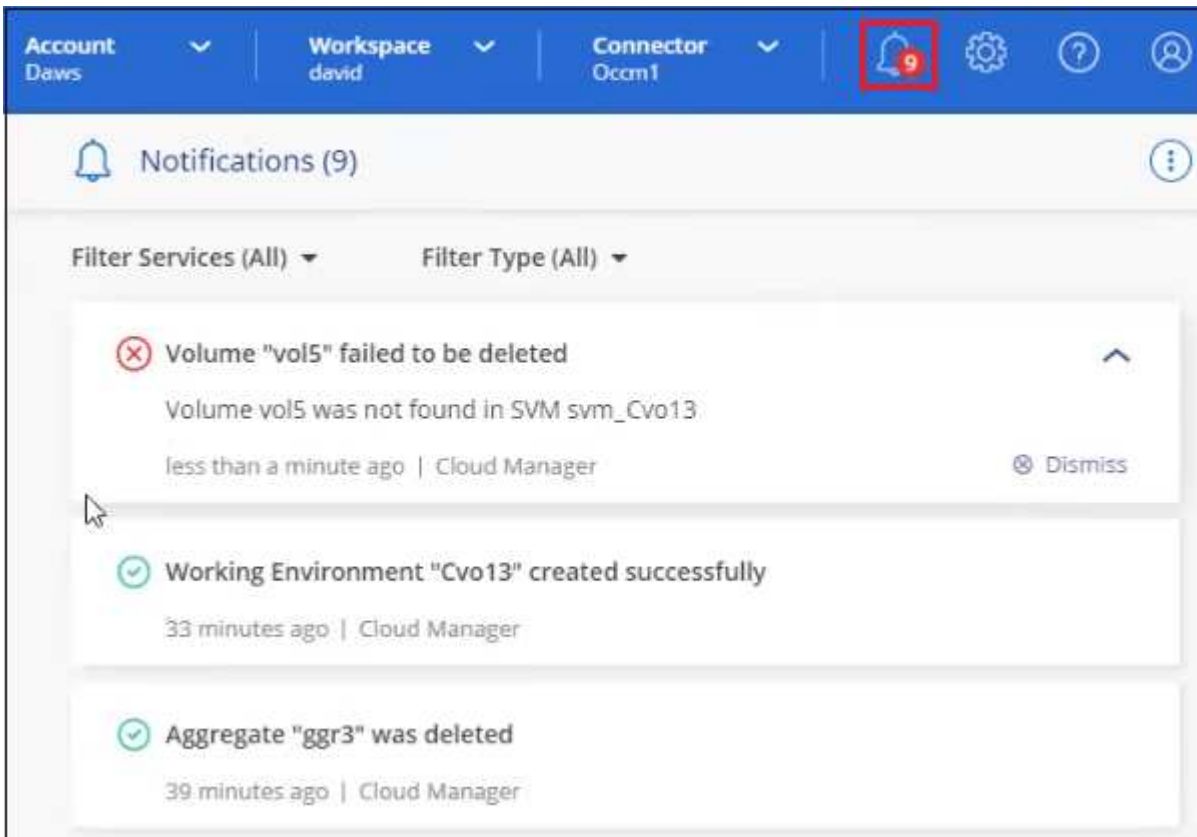 Account Workspace Connector
Daws david Occm1 9
Notifications (9)
Filter Services (All) Filter Type (All)
Volume "vol5" failed to be deleted
Volume vol5 was not found in SVM svm_Cvo13
less than a minute ago | Cloud Manager Dismiss
Working Environment "Cvo13" created successfully
33 minutes ago | Cloud Manager
Aggregate "ggr3" was deleted
39 minutes ago | Cloud Manager